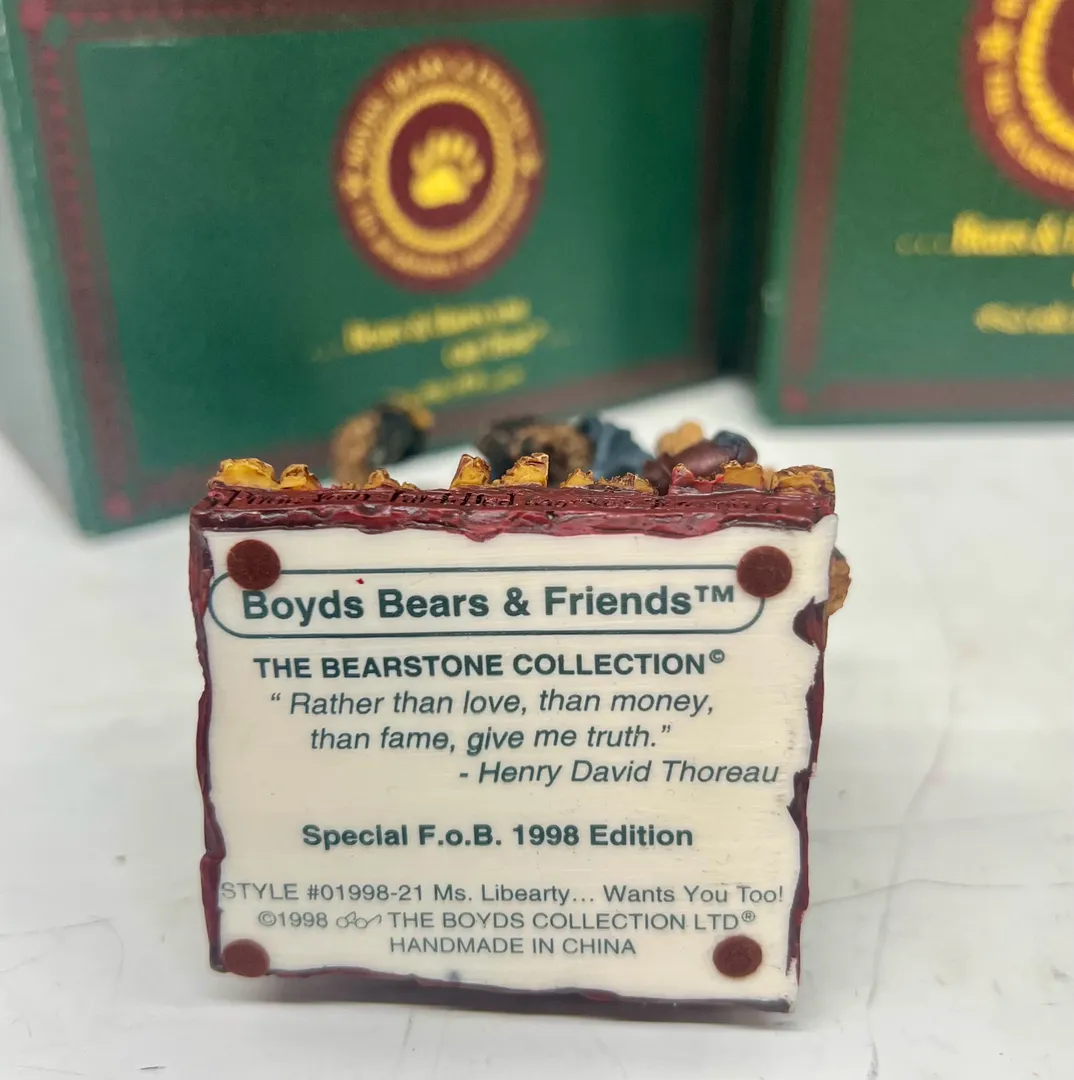 Bears &
Boyds Bears & Friends™
THE BEARSTONE COLLECTION©
“ Rather than love, than money,
than fame, give me truth.”
- Henry David Thoreau
Special F.o.B. 1998 Edition
STYLE #01998-21 Ms. Libearty... Wants You Too!
©1998 THE BOYDS COLLECTION LTD®
HANDMADE IN CHINA